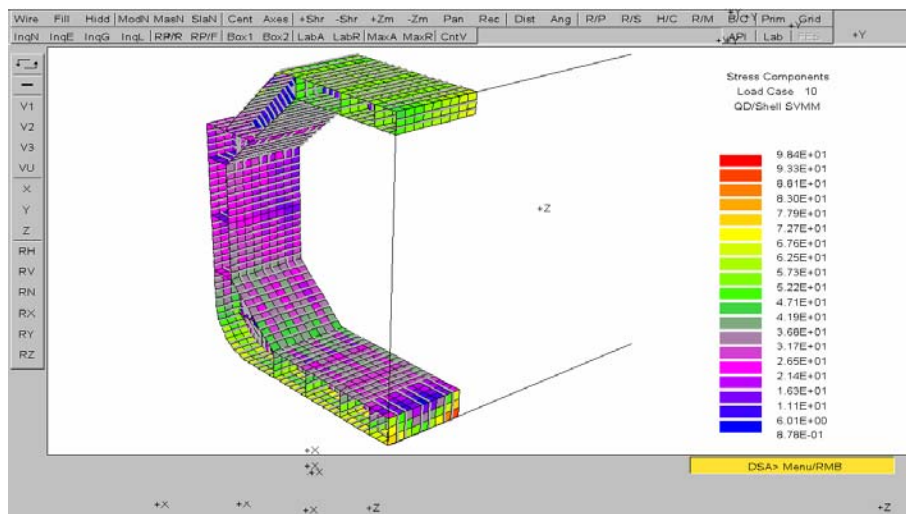 Wire Fill Hidd ModN MasN SlaN Cent Axes +Shr -Shr +Zm -Zm Pan Rec Dist Ang R/P R/S H/C R/M B/C Prim Grid
InqN InqE InqG InqL RP/R RP/F Box1 Box2 LabA LabR MaxA MaxR CntV API Lab
+Y
V1
V2
V3
VU
X
Y
Z
RH
RV
RN
RX
RY
RZ
Stress Components
Load Case 10
QD/Shell SVMM
9.84E+01
9.33E+01
8.81E+01
8.30E+01
7.79E+01
7.27E+01
6.76E+01
6.25E+01
5.73E+01
5.22E+01
4.71E+01
4.19E+01
3.68E+01
3.17E+01
2.65E+01
2.14E+01
1.63E+01
1.11E+01
6.01E+00
8.78E-01
+Z
DSA> Menu/RMB
+X
+X
+X
+X +X +X +Z +Z